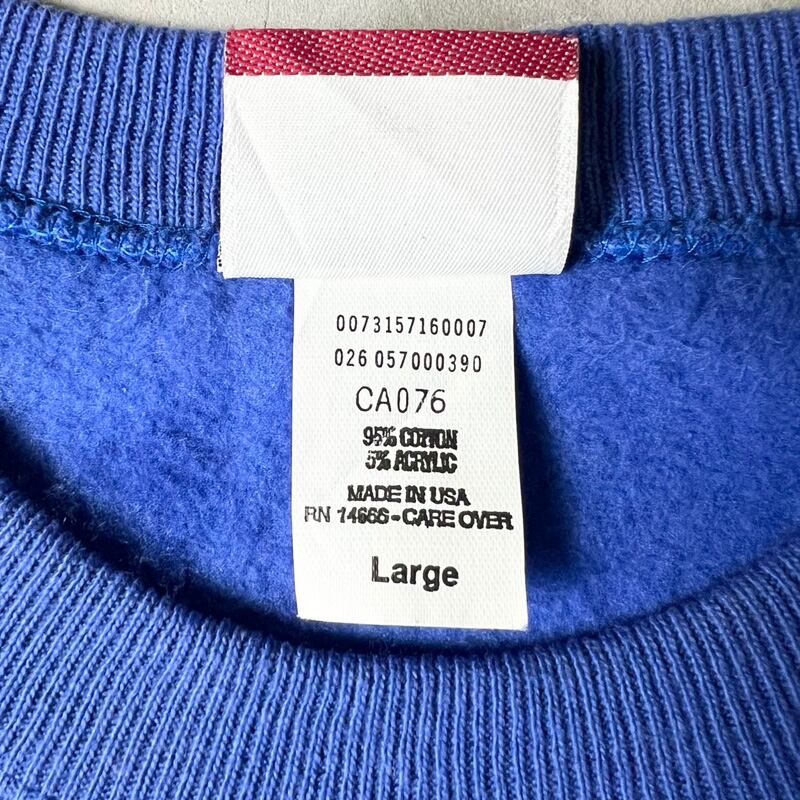 0073157160007
026 057000390
CA076
95% COTTON
5% ACRYLIC
MADE IN USA
RN 14666-CARE OVER
Large